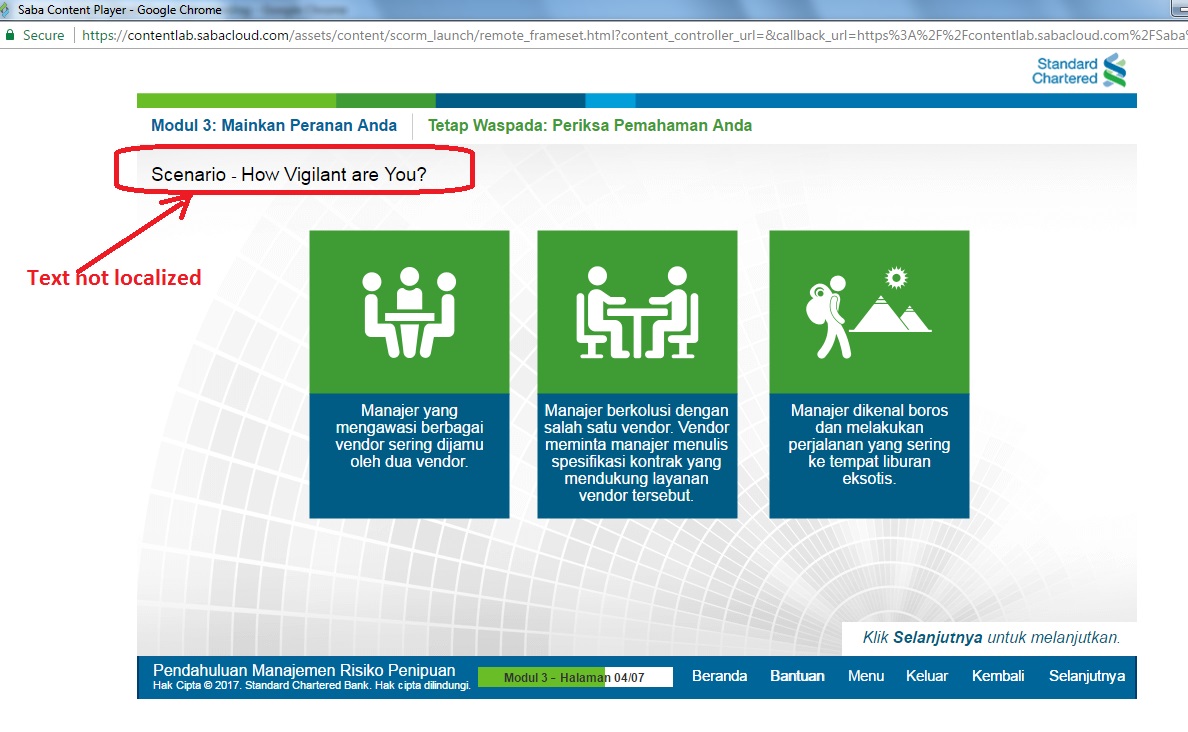 Saba Content Player - Google Chrome
Secure | https://contentlab.sabacloud.com/assets/content/scorm_launch/remote_frameset.html?content_controller_url=&callback_url=https%3A%2F%2Fcontentlab.sabacloud.com%2FSaba%
Standard
Chartered
Modul 3: Mainkan Peranan Anda
Tetap Waspada: Periksa Pemahaman Anda
Scenario - How Vigilant are You?
Text not localized
Manajer yang
mengawasi berbagai
vendor sering dijamu
oleh dua vendor.
Manajer berkolusi dengan
salah satu vendor. Vendor
meminta manajer menulis
spesifikasi kontrak yang
mendukung layanan
vendor tersebut.
Manajer dikenal boros
dan melakukan
perjalanan yang sering
ke tempat liburan
eksotis.
Klik Selanjutnya untuk melanjutkan.
Pendahuluan Manajemen Risiko Penipuan
Hak Cipta © 2017. Standard Chartered Bank. Hak cipta dilindungi.
Modul 3 - Halaman 04/07
Beranda Bantuan Menu Keluar Kembali Selanjutnya